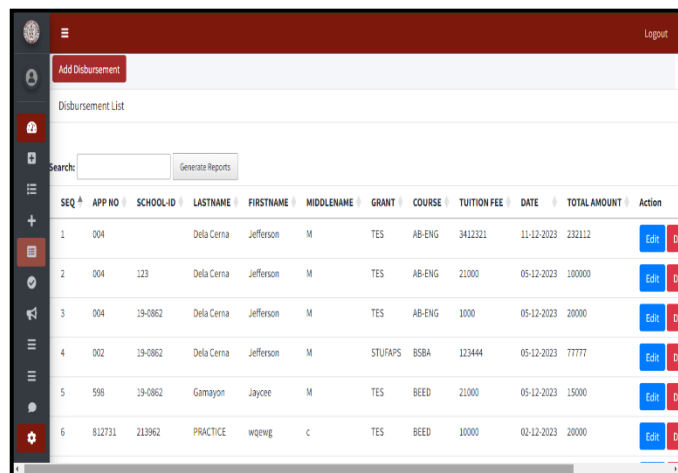 Logout
Add Disbursement
Disbursement List
Search: Generate Reports
SEQ APP NO SCHOOL-ID LASTNAME FIRSTNAME MIDDLENAME GRANT COURSE TUITION FEE DATE TOTAL AMOUNT Action
1 004 Dela Cerna Jefferson M TES AB-ENG 3412321 11-12-2023 232112 Edit D
2 004 123 Dela Cerna Jefferson M TES AB-ENG 21000 05-12-2023 100000 Edit D
3 004 19-0862 Dela Cerna Jefferson M TES AB-ENG 1000 05-12-2023 20000 Edit D
4 002 19-0862 Dela Cerna Jefferson M STUFAPS BSBA 123444 05-12-2023 77777 Edit D
5 598 19-0862 Gamayon Jaycee M TES BEED 21000 05-12-2023 15000 Edit D
6 812731 213962 PRACTICE wqewg c TES BEED 10000 02-12-2023 20000 Edit D